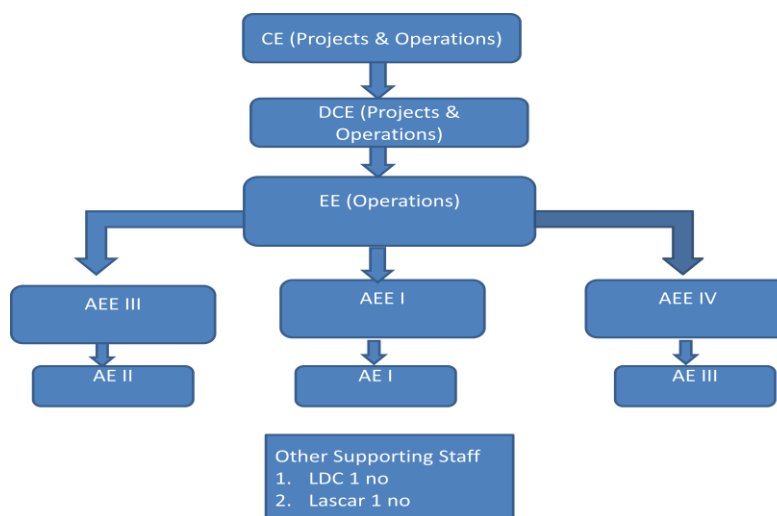 CE (Projects & Operations)
DCE (Projects &
Operations)
EE (Operations)
AEE III
AEE I
AEE IV
AE II
AE I
AE III
Other Supporting Staff
1. LDC 1 no
2. Lascar 1 no